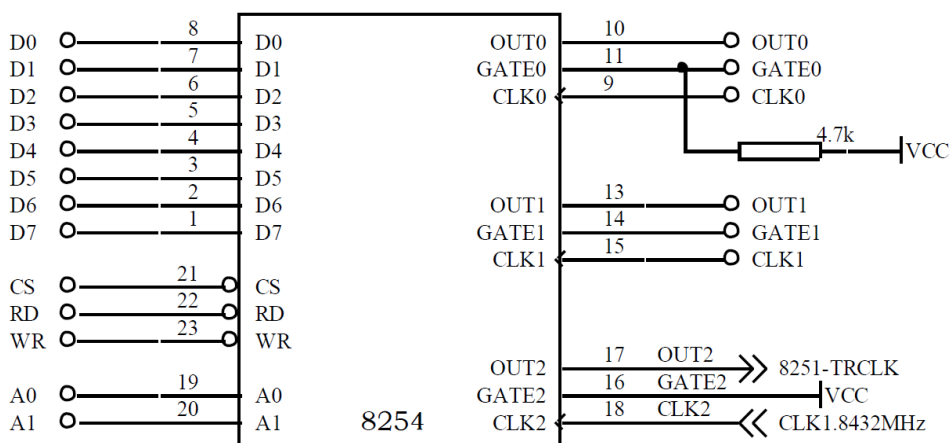 D0 8 D0 OUT0 10 OUT0
D1 7 D1 GATE0 11 GATE0
D2 6 D2 CLK0 9 CLK0
D3 5 D3
D4 4 D4 4.7k VCC
D5 3 D5
D6 2 D6 OUT1 13 OUT1
D7 1 D7 GATE1 14 GATE1
CLK1 15 CLK1
CS 21 CS
RD 22 RD
WR 23 WR
OUT2 17 OUT2 8251-TRCLK
A0 19 A0 GATE2 16 GATE2 VCC
A1 20 A1 8254 CLK2 18 CLK2 CLK1.8432MHz